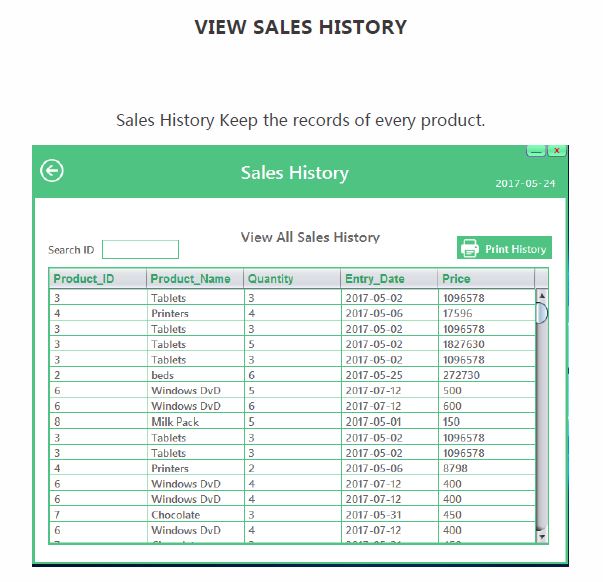 VIEW SALES HISTORY
Sales History Keep the records of every product.
Sales History
2017-05-24
View All Sales History
Search ID
Print History
Product_ID Product_Name Quantity Entry_Date Price
3 Tablets 3 2017-05-02 1096578
4 Printers 4 2017-05-06 17596
3 Tablets 3 2017-05-02 1096578
3 Tablets 5 2017-05-02 1827630
3 Tablets 3 2017-05-02 1096578
2 beds 6 2017-05-25 272730
6 Windows DvD 5 2017-07-12 500
6 Windows DvD 6 2017-07-12 600
8 Milk Pack 5 2017-05-01 150
3 Tablets 3 2017-05-02 1096578
3 Tablets 3 2017-05-02 1096578
4 Printers 2 2017-05-06 8798
6 Windows DvD 4 2017-07-12 400
6 Windows DvD 4 2017-07-12 400
7 Chocolate 3 2017-05-31 450
6 Windows DvD 4 2017-07-12 400